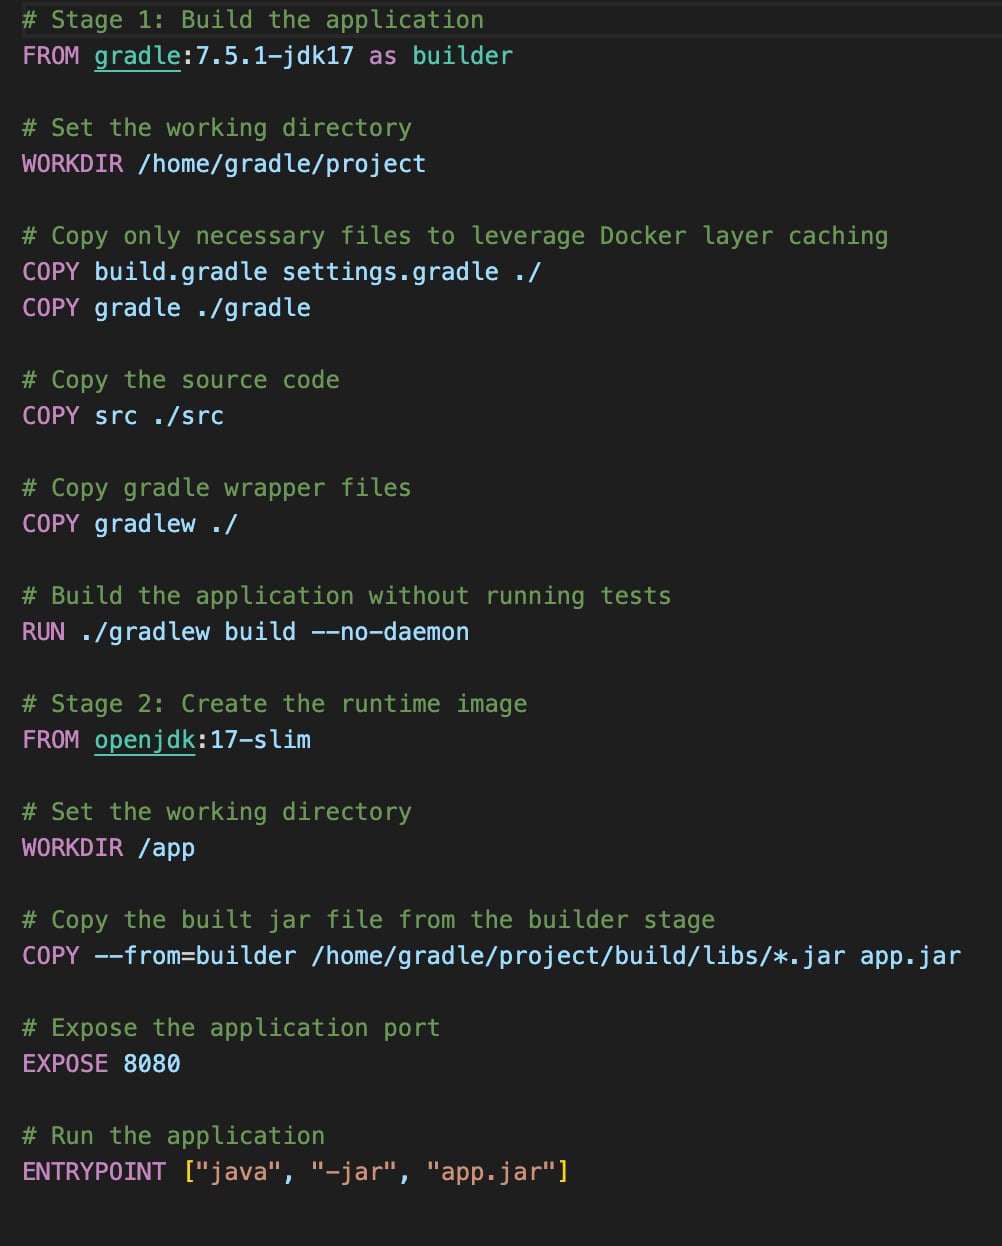 # Stage 1: Build the application
FROM gradle:7.5.1-jdk17 as builder
# Set the working directory
WORKDIR /home/gradle/project
# Copy only necessary files to leverage Docker layer caching
COPY build.gradle settings.gradle ./
COPY gradle ./gradle
# Copy the source code
COPY src ./src
# Copy gradle wrapper files
COPY gradlew ./
# Build the application without running tests
RUN ./gradlew build --no-daemon
# Stage 2: Create the runtime image
FROM openjdk:17-slim
# Set the working directory
WORKDIR /app
# Copy the built jar file from the builder stage
COPY --from=builder /home/gradle/project/build/libs/*.jar app.jar
# Expose the application port
EXPOSE 8080
# Run the application
ENTRYPOINT ["java", "-jar", "app.jar"]